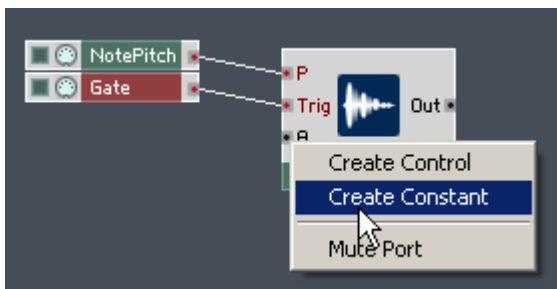 NotePitch
P
Gate
Trig
Out
A
Create Control
Create Constant
Mute Port